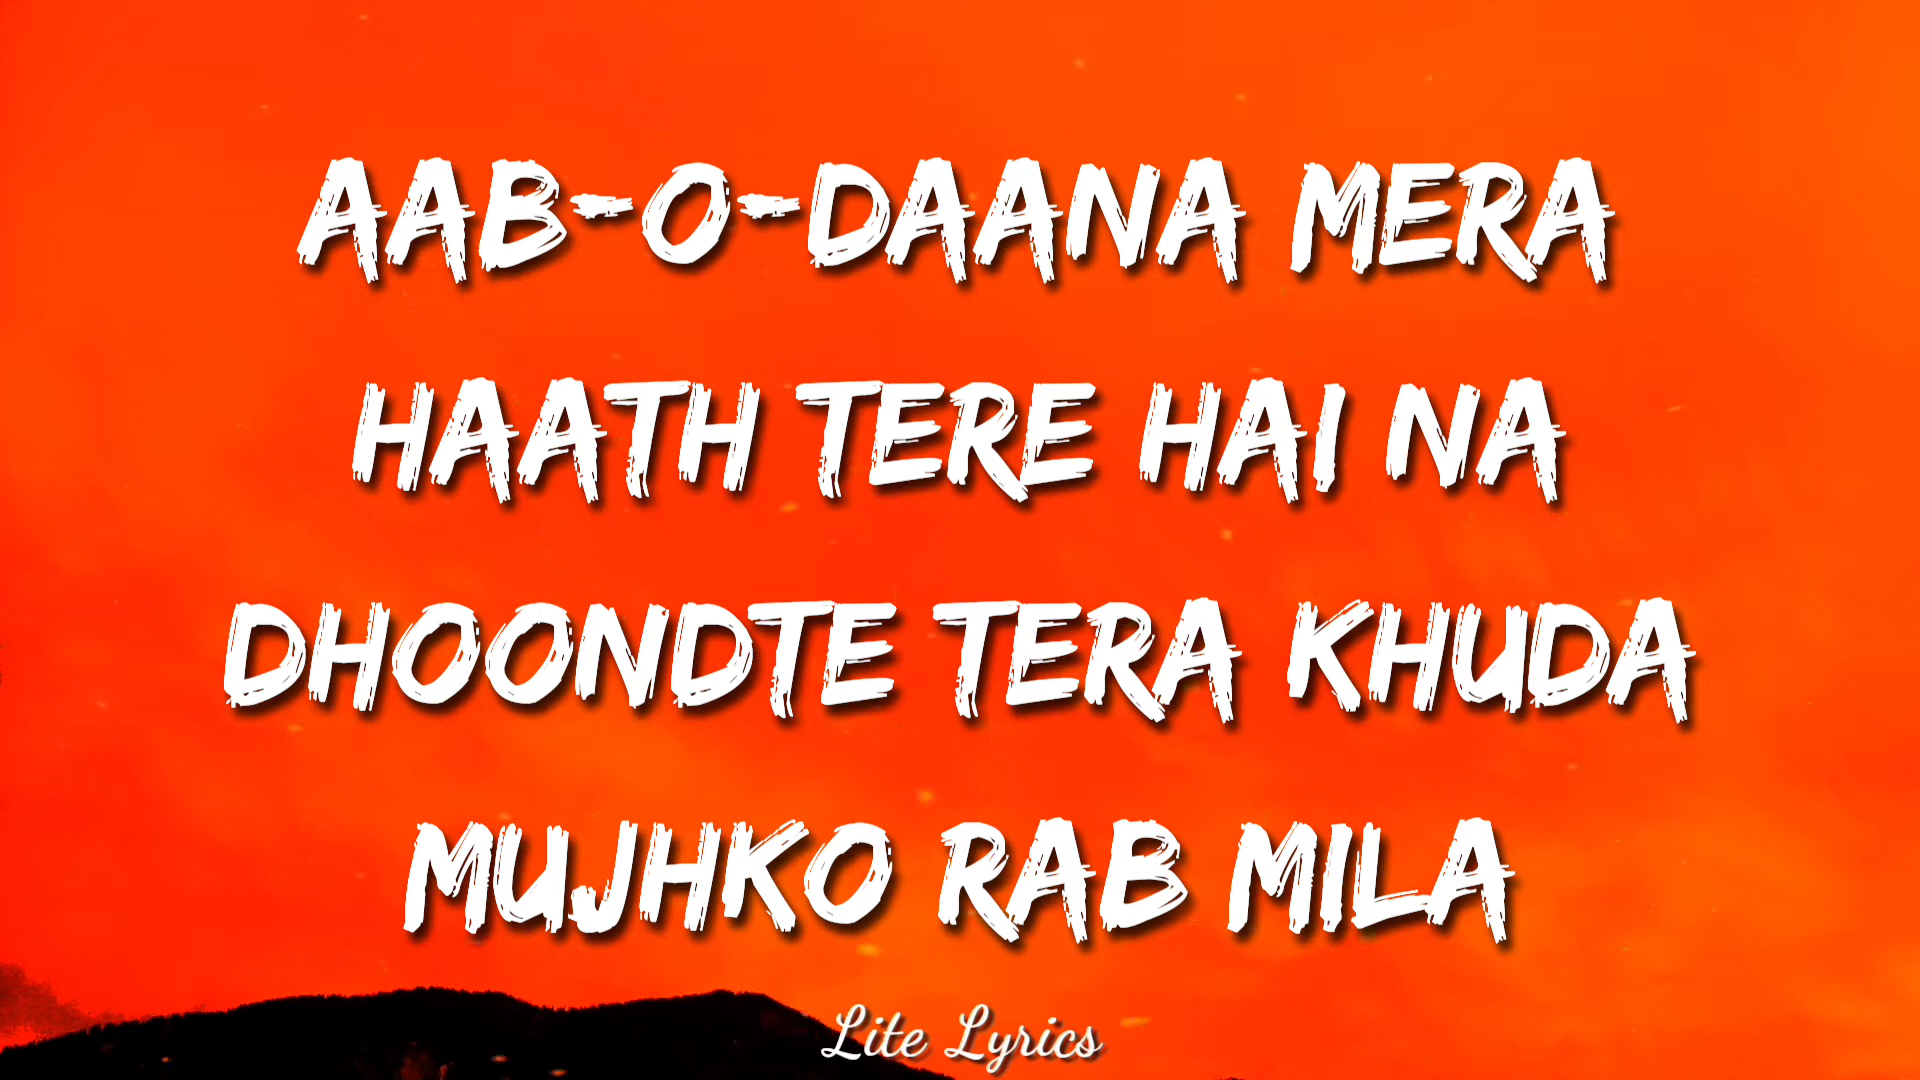 AAB-O-DAANA MERA
HAATH TERE HAI NA
DHOONDTE TERA KHUDA
MUJHKO RAB MILA
Lite Lyrics